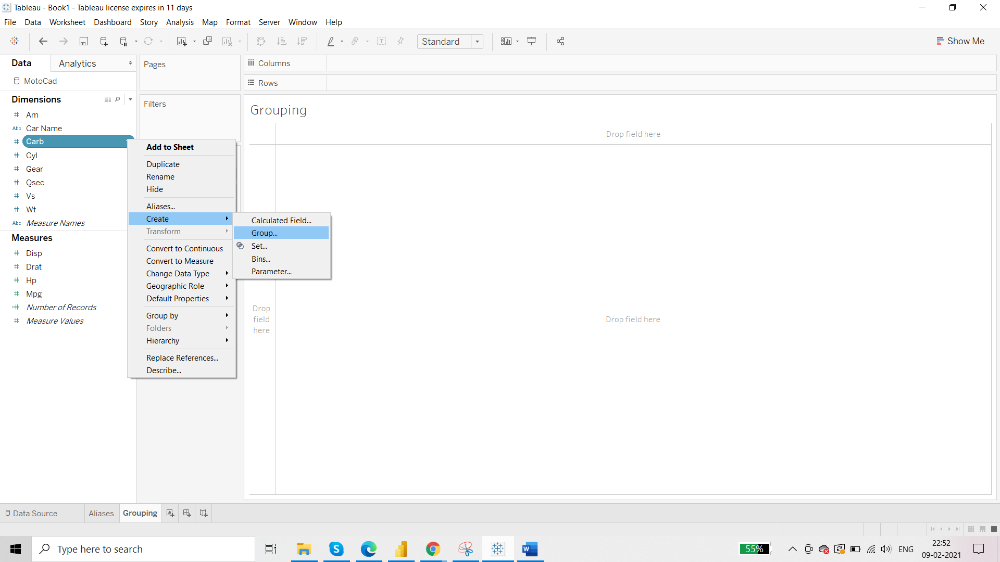 Tableau - Book1 - Tableau license expires in 11 days
File Data Worksheet Dashboard Story Analysis Map Format Server Window Help
Standard
Show Me
Data Analytics
MotoCad
Dimensions
Am
Abc Car Name
Carb
Cyl
Gear
Qsec
Vs
Wt
Abc Measure Names
Measures
Disp
Drat
Hp
Mpg
Number of Records
Measure Values
Pages
Filters
Columns
Rows
Grouping
Drop field here
Drop
field
here
Drop field here
Add to Sheet
Duplicate
Rename
Hide
Aliases...
Create
Transform
Convert to Continuous
Convert to Measure
Change Data Type
Geographic Role
Default Properties
Group by
Folders
Hierarchy
Replace References...
Describe...
Calculated Field...
Group...
Set...
Bins...
Parameter...
Data Source Aliases Grouping
Type here to search
55%
ENG
22:52
09-02-2021